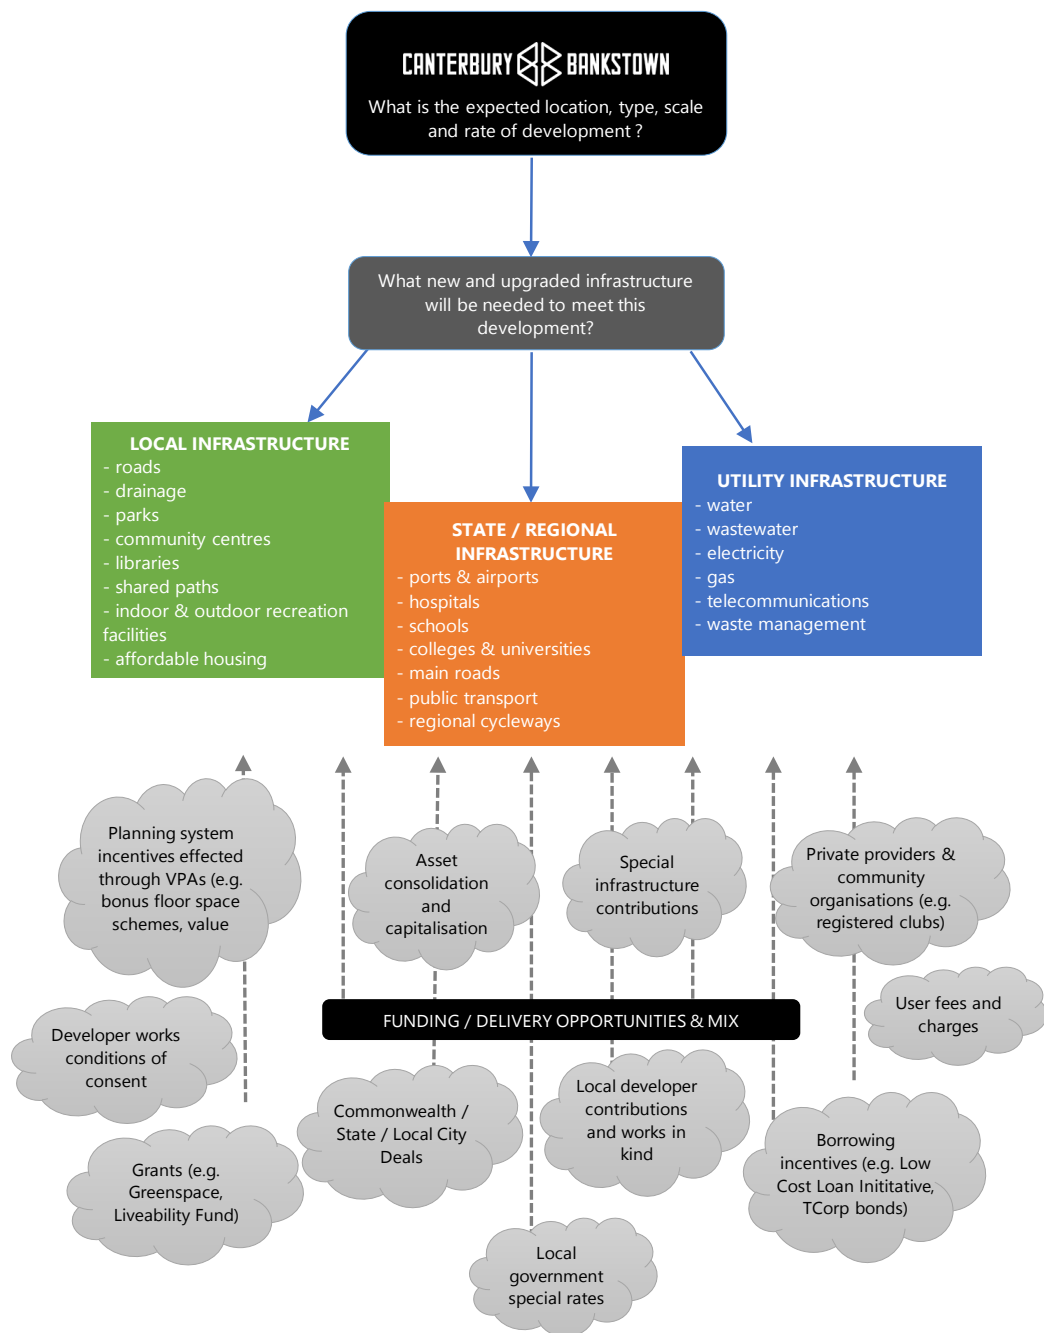 CANTERBURY BANKSTOWN
What is the expected location, type, scale
and rate of development ?
What new and upgraded infrastructure
will be needed to meet this
development?
LOCAL INFRASTRUCTURE
- roads
- drainage
- parks
- community centres
- libraries
- shared paths
- indoor & outdoor recreation
facilities
- affordable housing
STATE / REGIONAL
INFRASTRUCTURE
- ports & airports
- hospitals
- schools
- colleges & universities
- main roads
- public transport
- regional cycleways
UTILITY INFRASTRUCTURE
- water
- wastewater
- electricity
- gas
- telecommunications
- waste management
Planning system
incentives effected
through VPAs (e.g.
bonus floor space
schemes, value
Asset
consolidation
and
capitalisation
Special
infrastructure
contributions
Private providers &
community
organisations (e.g.
registered clubs)
Developer works
conditions of
consent
FUNDING / DELIVERY OPPORTUNITIES & MIX
User fees and
charges
Grants (e.g.
Greenspace,
Liveability Fund)
Commonwealth /
State / Local City
Deals
Local developer
contributions
and works in
kind
Borrowing
incentives (e.g. Low
Cost Loan Inititative,
TCorp bonds)
Local
government
special rates